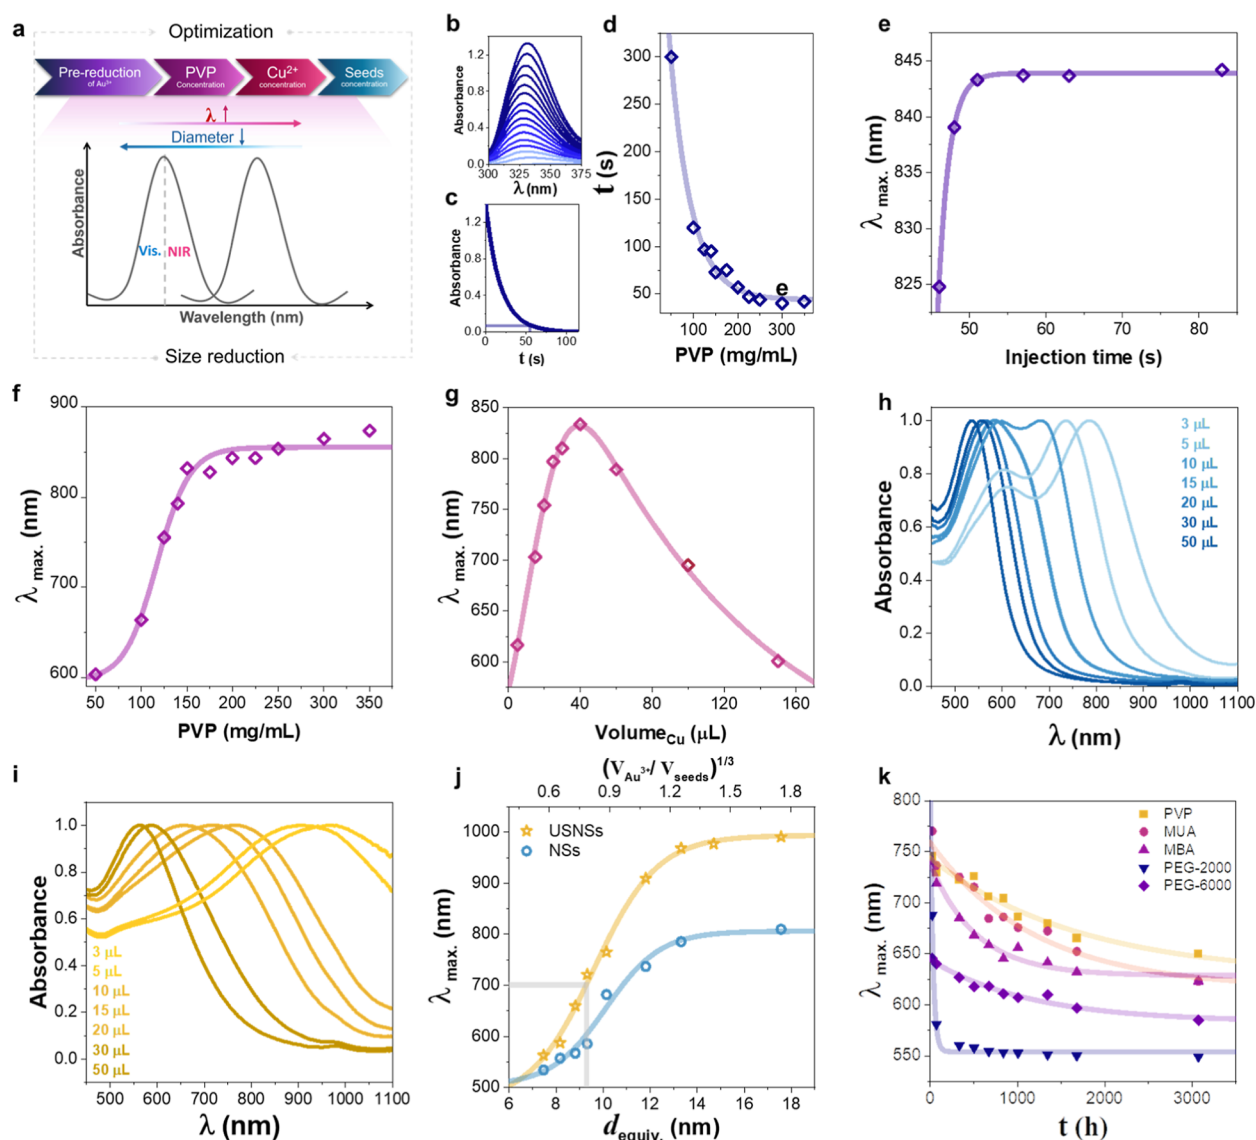 a
Optimization
Pre-reduction
of Au³⁺
PVP
Concentration
Cu²⁺
concentration
Seeds
concentration
λ ↑
Diameter ↓
Absorbance
Vis. NIR
Wavelength (nm)
Size reduction
b
Absorbance
1.2
0.8
0.4
0.0
300 325 350 375
λ (nm)
c
Absorbance
1.2
0.8
0.4
0.0
0 50 100
t (s)
d
t (s)
300
250
200
150
100
50
e
100 200 300
PVP (mg/mL)
e
λ max. (nm)
845
840
835
830
825
50 60 70 80
Injection time (s)
f
λ max. (nm)
900
800
700
600
50 100 150 200 250 300 350
PVP (mg/mL)
g
λ max. (nm)
850
800
750
700
650
600
0 40 80 120 160
Volume Cu (μL)
h
Absorbance
1.0
0.8
0.6
0.4
0.2
0.0
3 μL
5 μL
10 μL
15 μL
20 μL
30 μL
50 μL
500 600 700 800 900 1000 1100
λ (nm)
i
Absorbance
1.0
0.8
0.6
0.4
0.2
0.0
3 μL
5 μL
10 μL
15 μL
20 μL
30 μL
50 μL
500 600 700 800 900 1000 1100
λ (nm)
j
(V Au³⁺/ V seeds)^1/3
0.6 0.9 1.2 1.5 1.8
USNSs
NSs
λ max. (nm)
1000
900
800
700
600
500
6 8 10 12 14 16 18
d equiv. (nm)
k
λ max. (nm)
800
750
700
650
600
550
PVP
MUA
MBA
PEG-2000
PEG-6000
0 1000 2000 3000
t (h)